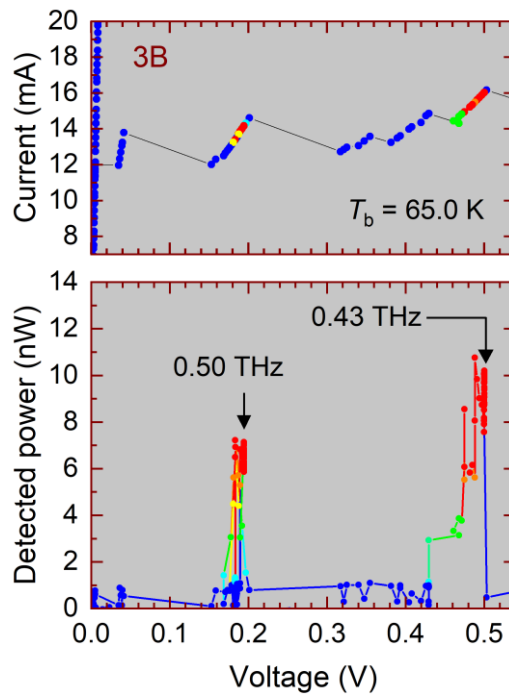 20
18
16
14
12
10
8
Current (mA)
3B
T_b = 65.0 K
14
12
10
8
6
4
2
0
Detected power (nW)
0.43 THz
0.50 THz
0.0 0.1 0.2 0.3 0.4 0.5
Voltage (V)